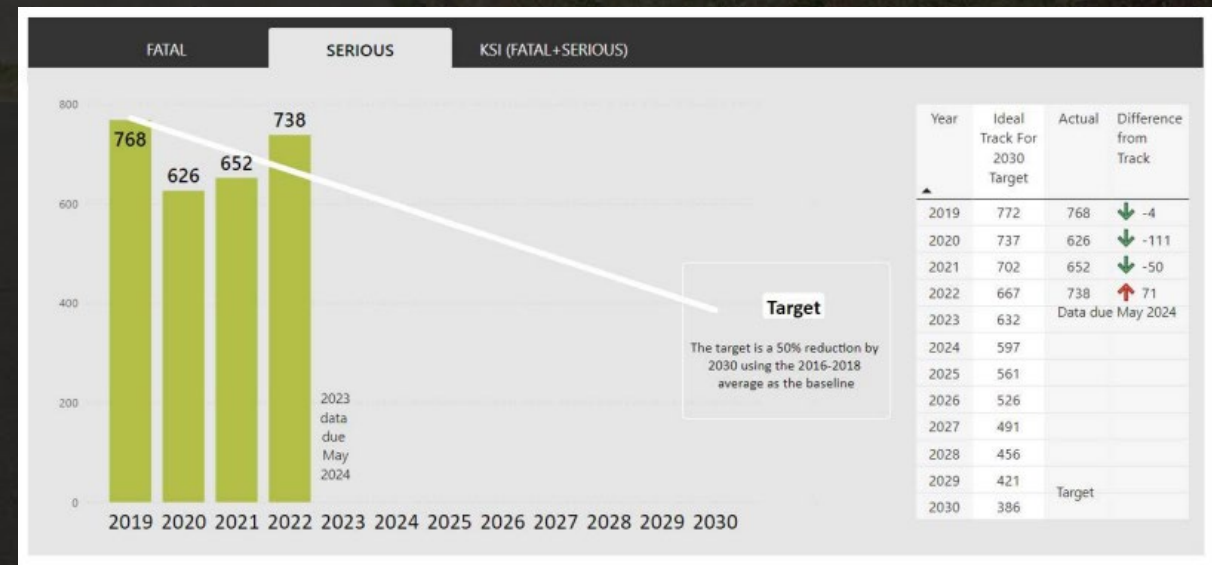 FATAL SERIOUS KSI (FATAL+SERIOUS)
800
600
400
200
0
768
626
652
738
2023
data
due
May
2024
2019 2020 2021 2022 2023 2024 2025 2026 2027 2028 2029 2030
Target
The target is a 50% reduction by
2030 using the 2016-2018
average as the baseline
Year Ideal Track For 2030 Target Actual Difference from Track
2019 772 768 -4
2020 737 626 -111
2021 702 652 -50
2022 667 738 71
2023 632 Data due May 2024
2024 597
2025 561
2026 526
2027 491
2028 456
2029 421
2030 386 Target